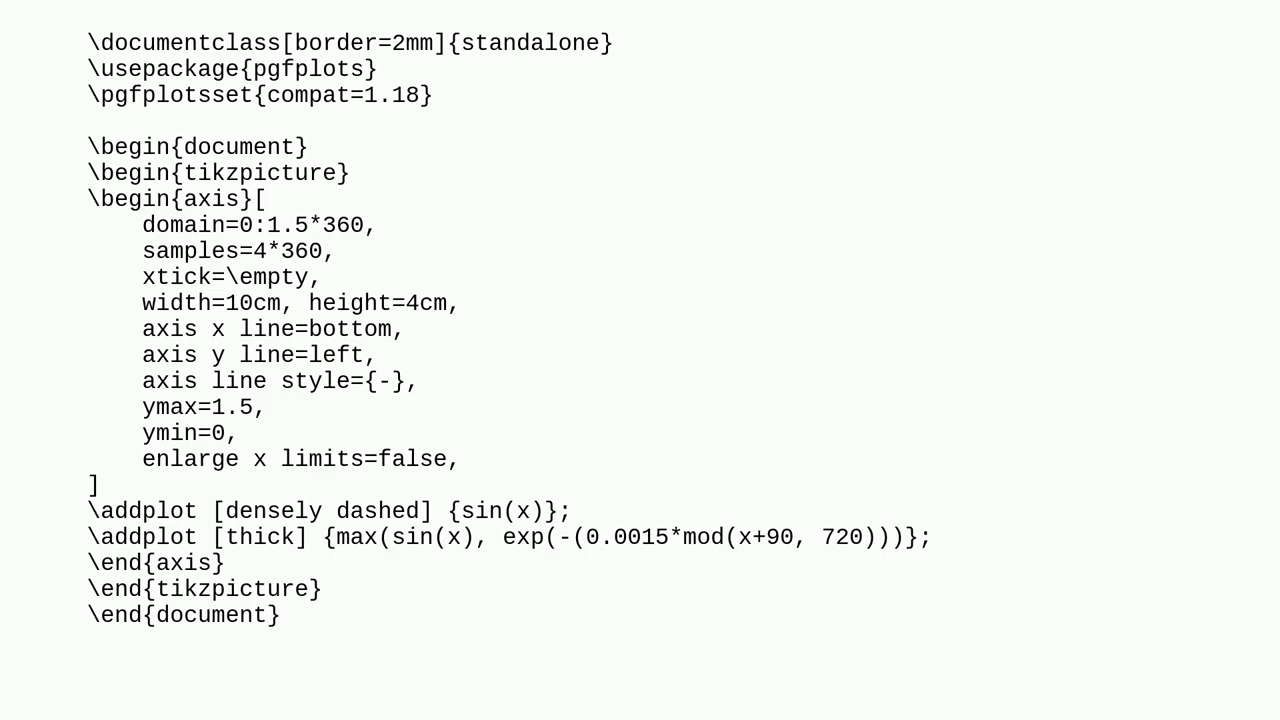 \documentclass[border=2mm]{standalone}
\usepackage{pgfplots}
\pgfplotsset{compat=1.18}

\begin{document}
\begin{tikzpicture}
\begin{axis}[
    domain=0:1.5*360,
    samples=4*360,
    xtick=\empty,
    width=10cm, height=4cm,
    axis x line=bottom,
    axis y line=left,
    axis line style={-},
    ymax=1.5,
    ymin=0,
    enlarge x limits=false,
]
\addplot [densely dashed] {sin(x)};
\addplot [thick] {max(sin(x), exp(-(0.0015*mod(x+90, 720)))};
\end{axis}
\end{tikzpicture}
\end{document}